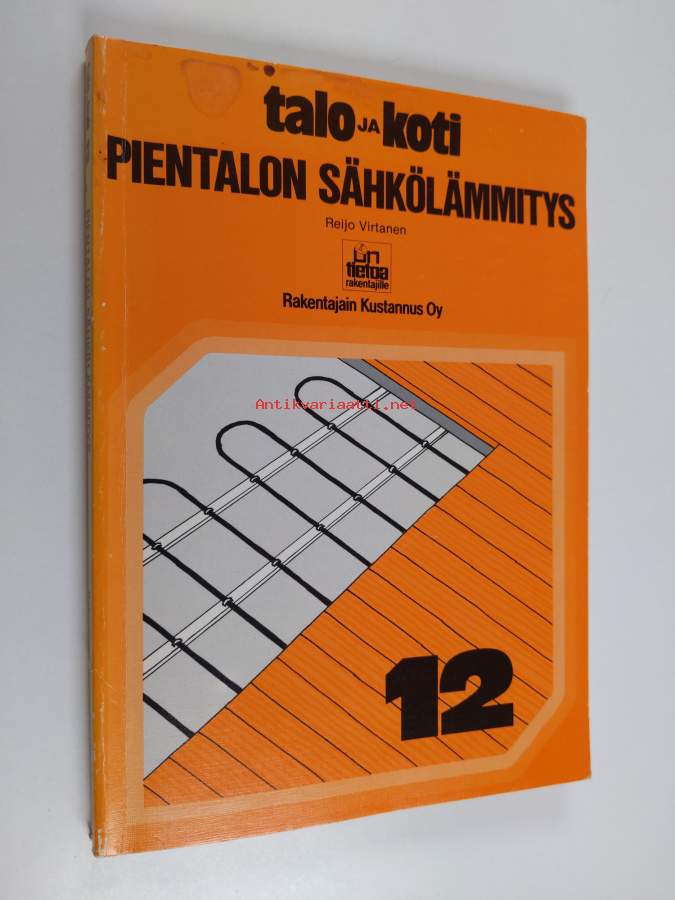 talo JA koti
PIENTALON SÄHKÖLÄMMITYS
Reijo Virtanen
tietoa
rakentajille
Rakentajain Kustannus Oy
Antikvariaatti.net
12